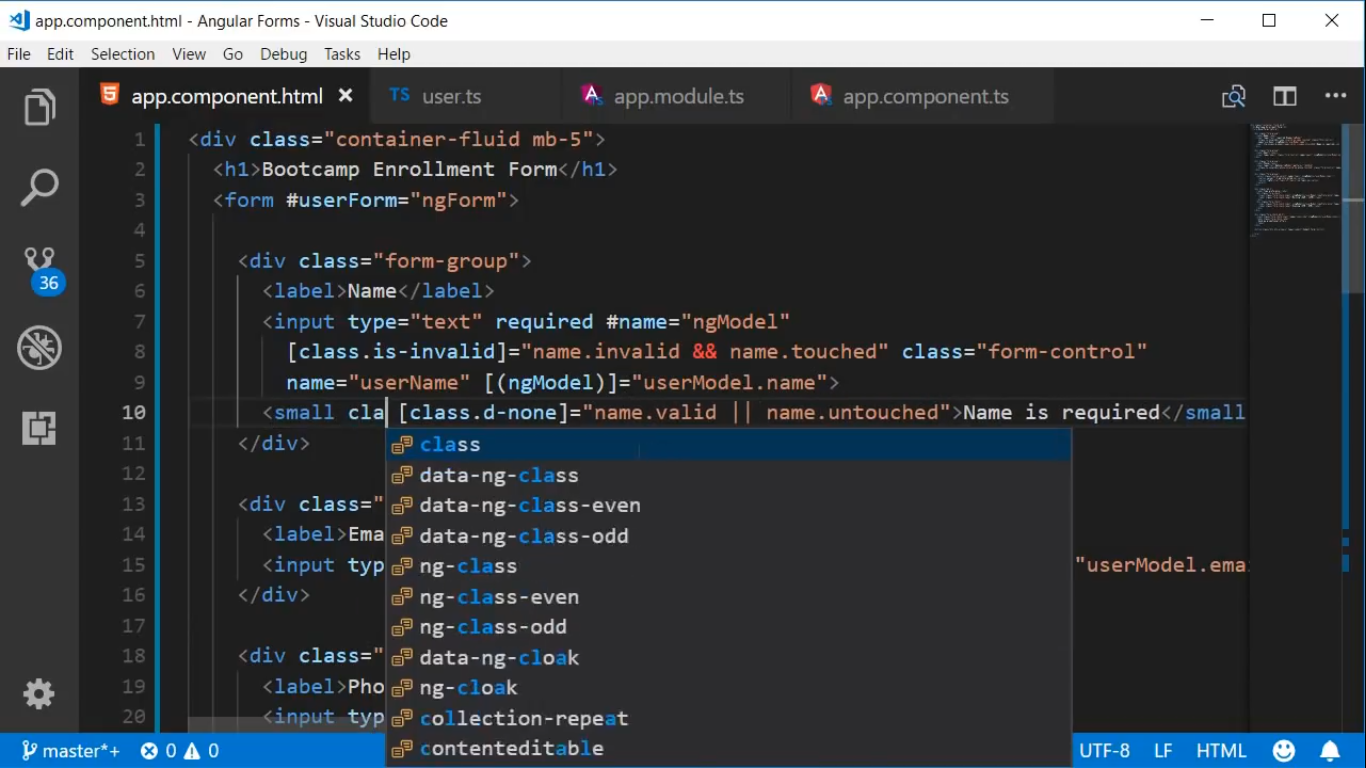 app.component.html - Angular Forms - Visual Studio Code
File Edit Selection View Go Debug Tasks Help
app.component.html TS user.ts app.module.ts app.component.ts
1 <div class="container-fluid mb-5">
2 <h1>Bootcamp Enrollment Form</h1>
3 <form #userForm="ngForm">
4
5 <div class="form-group">
6 <label>Name</label>
7 <input type="text" required #name="ngModel"
8 [class.is-invalid]="name.invalid && name.touched" class="form-control"
9 name="userName" [(ngModel)]="userModel.name">
10 <small cla [class.d-none]="name.valid || name.untouched">Name is required</small
11 </div>
12
13 <div class="
14 <label>Ema
15 <input typ "userModel.emai
16 </div>
17
18 <div class="
19 <label>Pho
20 <input typ
class
data-ng-class
data-ng-class-even
data-ng-class-odd
ng-class
ng-class-even
ng-class-odd
data-ng-cloak
ng-cloak
collection-repeat
contenteditable
36
master*+ 0 0 UTF-8 LF HTML